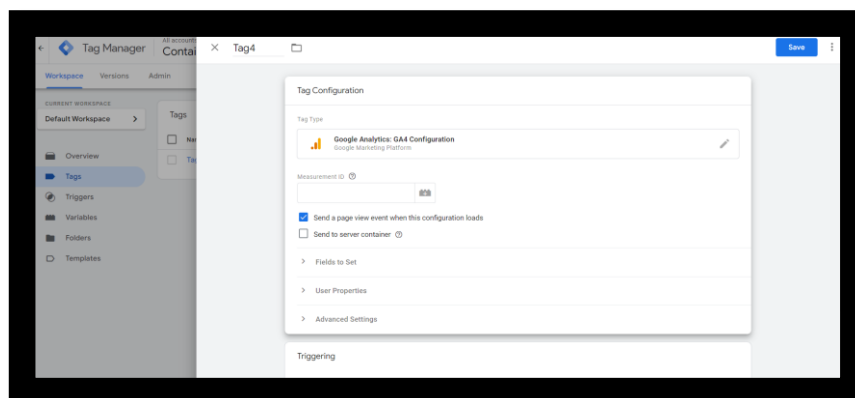 All accounts
Tag Manager
Contai
Tag4
Save
Workspace Versions Admin
CURRENT WORKSPACE
Default Workspace
Tags
Overview
Tags
Triggers
Variables
Folders
Templates
Tag Configuration
Tag Type
Google Analytics: GA4 Configuration
Google Marketing Platform
Measurement ID
Send a page view event when this configuration loads
Send to server container
Fields to Set
User Properties
Advanced Settings
Triggering